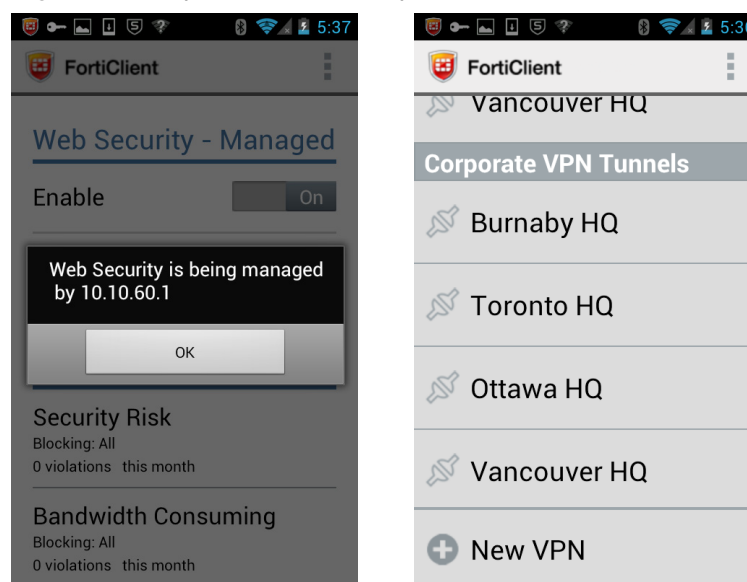 5:37
FortiClient
Web Security - Managed
Enable
On
Web Security is being managed
by 10.10.60.1
OK
Security Risk
Blocking: All
0 violations this month
Bandwidth Consuming
Blocking: All
0 violations this month
FortiClient
Vancouver HQ
Corporate VPN Tunnels
Burnaby HQ
Toronto HQ
Ottawa HQ
Vancouver HQ
New VPN